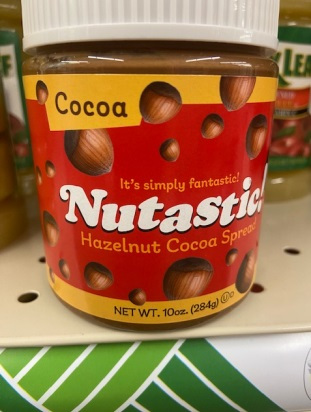 Cocoa
It's simply fantastic!
Nutastic!
Hazelnut Cocoa Spread
NET WT. 10oz. (284g) Ⓤ D